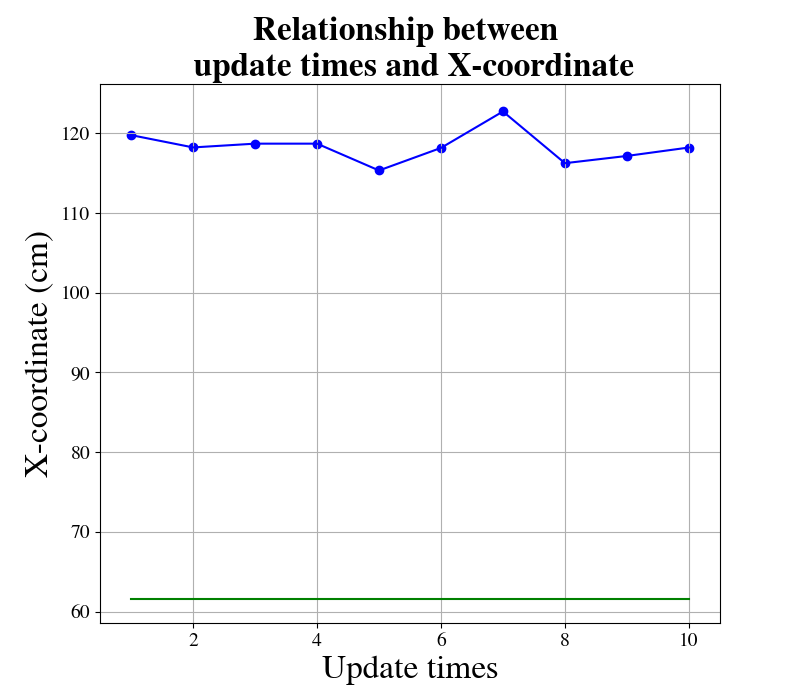 Relationship between
update times and X-coordinate
X-coordinate (cm)
120
110
100
90
80
70
60
2 4 6 8 10
Update times